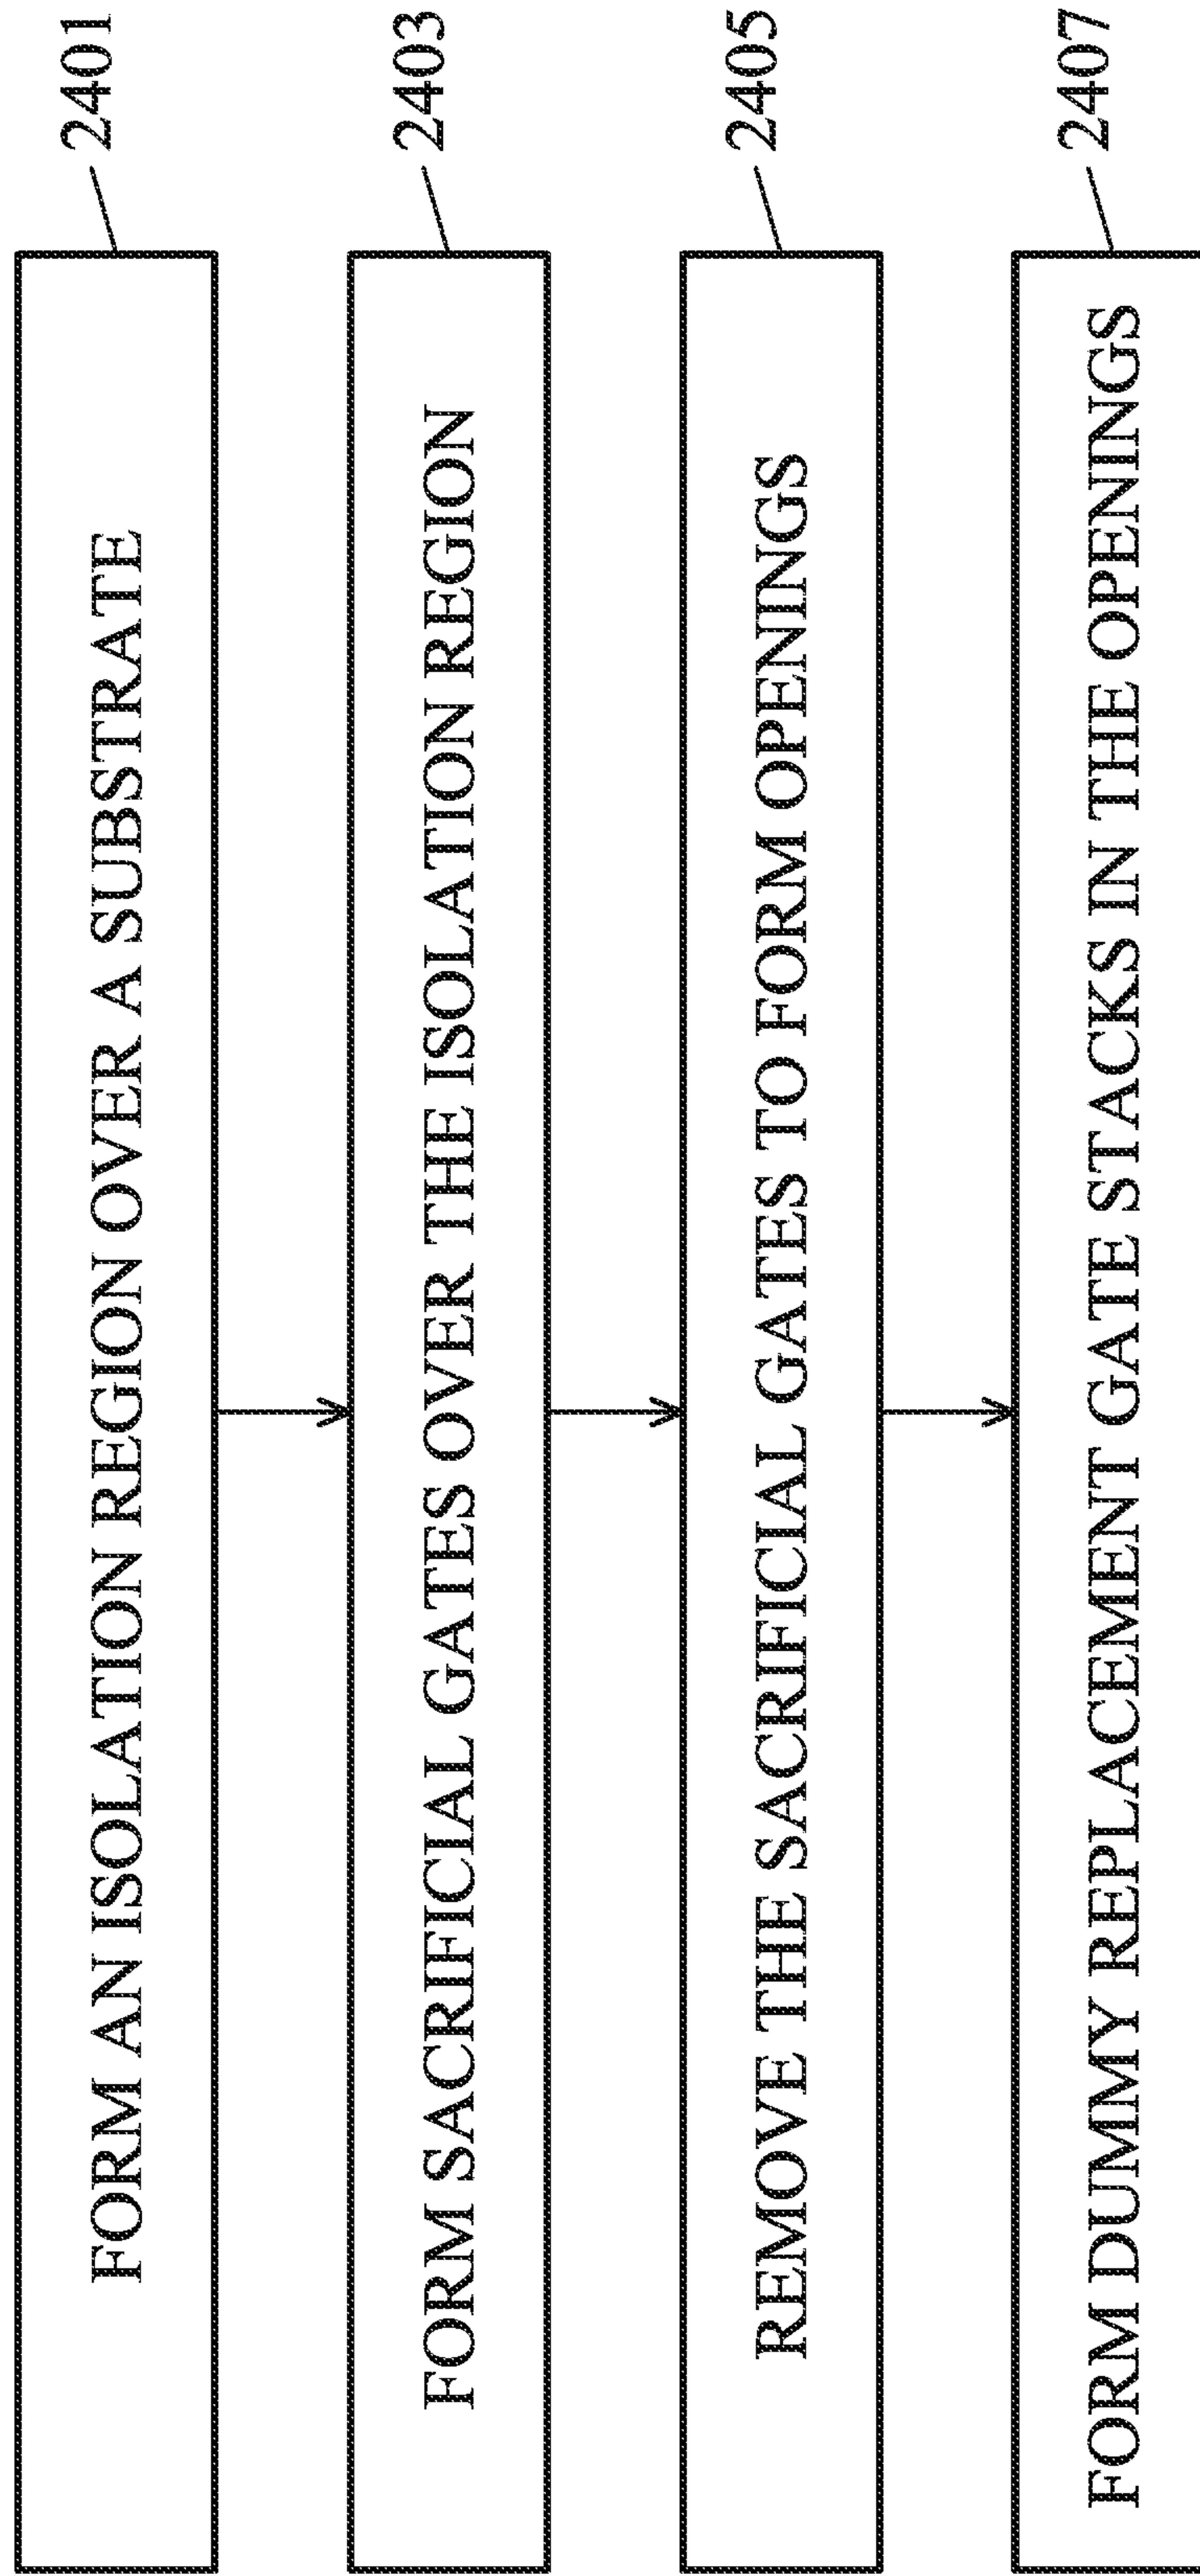 FORM AN ISOLATION REGION OVER A SUBSTRATE
2401
FORM SACRIFICIAL GATES OVER THE ISOLATION REGION
2403
REMOVE THE SACRIFICIAL GATES TO FORM OPENINGS
2405
FORM DUMMY REPLACEMENT GATE STACKS IN THE OPENINGS
2407